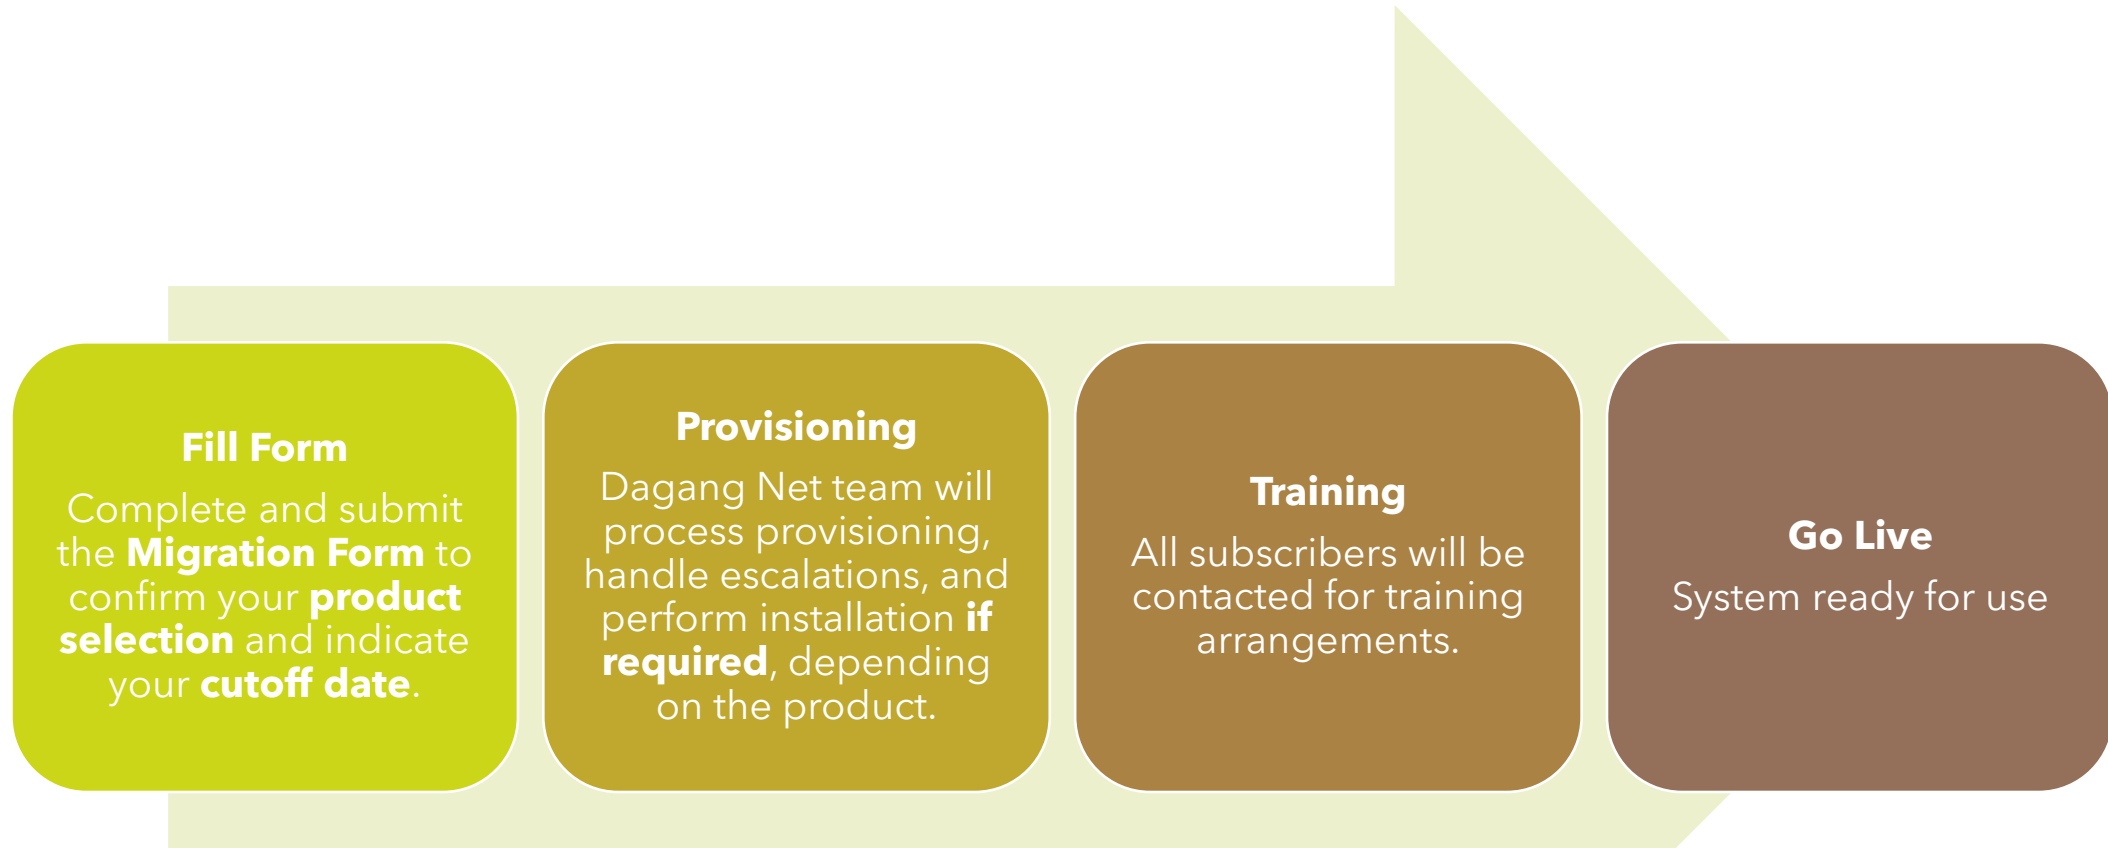 Fill Form
Complete and submit
the Migration Form to
confirm your product
selection and indicate
your cutoff date.
Provisioning
Dagang Net team will
process provisioning,
handle escalations, and
perform installation if
required, depending
on the product.
Training
All subscribers will be
contacted for training
arrangements.
Go Live
System ready for use